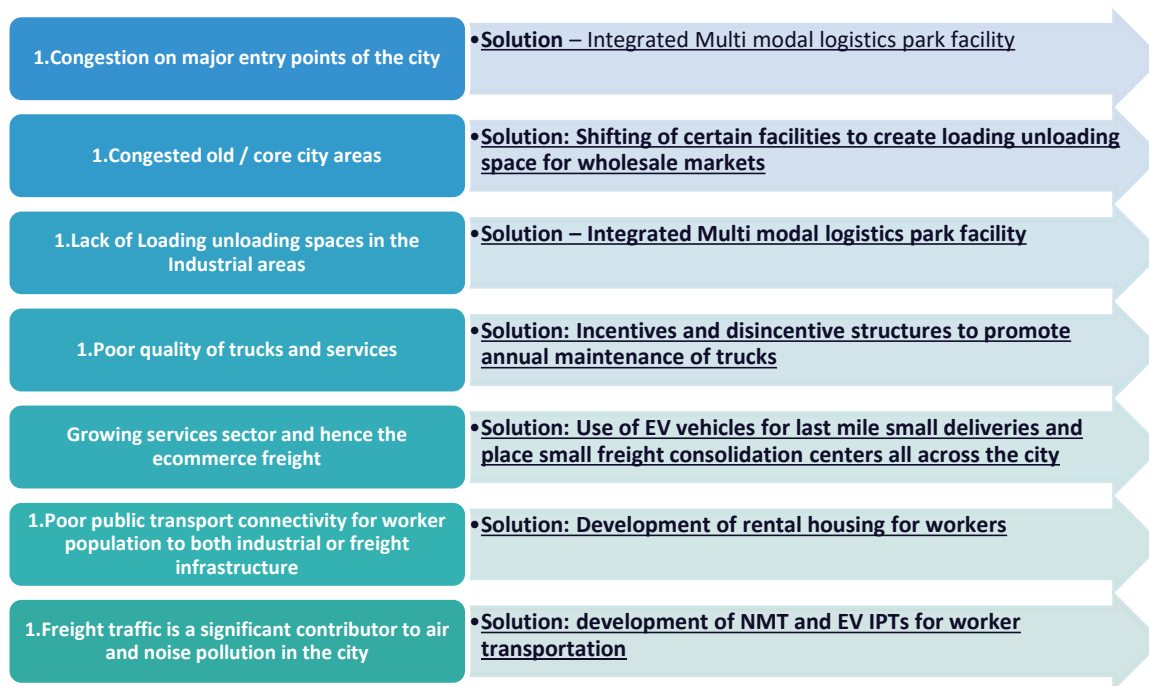 1.Congestion on major entry points of the city
•Solution – Integrated Multi modal logistics park facility
1.Congested old / core city areas
•Solution: Shifting of certain facilities to create loading unloading
space for wholesale markets
1.Lack of Loading unloading spaces in the
Industrial areas
•Solution – Integrated Multi modal logistics park facility
1.Poor quality of trucks and services
•Solution: Incentives and disincentive structures to promote
annual maintenance of trucks
Growing services sector and hence the
ecommerce freight
•Solution: Use of EV vehicles for last mile small deliveries and
place small freight consolidation centers all across the city
1.Poor public transport connectivity for worker
population to both industrial or freight
infrastructure
•Solution: Development of rental housing for workers
1.Freight traffic is a significant contributor to air
and noise pollution in the city
•Solution: development of NMT and EV IPTs for worker
transportation